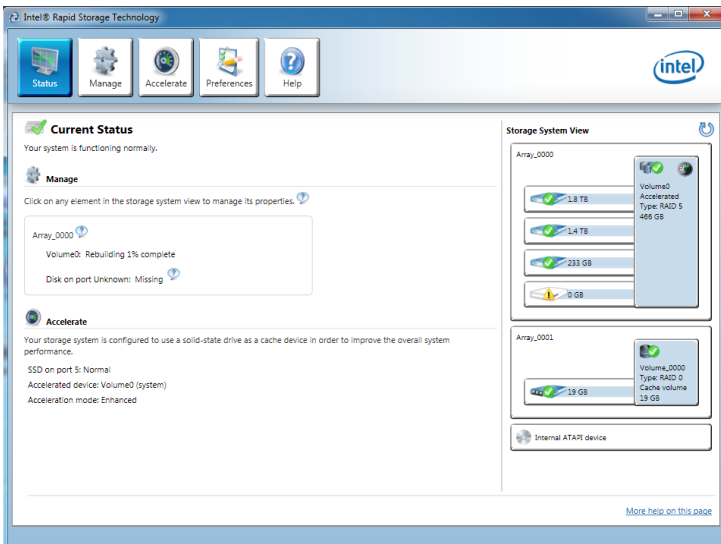 Intel® Rapid Storage Technology
Status
Manage
Accelerate
Preferences
Help
intel
Current Status
Your system is functioning normally.
Manage
Click on any element in the storage system view to manage its properties.
Array_0000
Volume0: Rebuilding 1% complete
Disk on port Unknown: Missing
Accelerate
Your storage system is configured to use a solid-state drive as a cache device in order to improve the overall system
performance.
SSD on port 5: Normal
Accelerated device: Volume0 (system)
Acceleration mode: Enhanced
Storage System View
Array_0000
1.8 TB
1.4 TB
233 GB
0 GB
Volume0
Accelerated
Type: RAID 5
466 GB
Array_0001
19 GB
Volume_0000
Type: RAID 0
Cache volume
19 GB
Internal ATAPI device
More help on this page